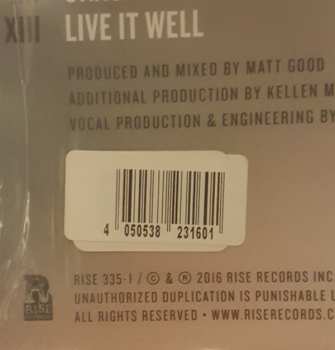 XIII LIVE IT WELL
PRODUCED AND MIXED BY MATT GOOD
ADDITIONAL PRODUCTION BY KELLEN M
VOCAL PRODUCTION & ENGINEERING BY
4 050538 231601
RISE 335-1 / © & ® 2016 RISE RECORDS INC.
UNAUTHORIZED DUPLICATION IS PUNISHABLE U
ALL RIGHTS RESERVED • WWW.RISERECORDS.C
RISE